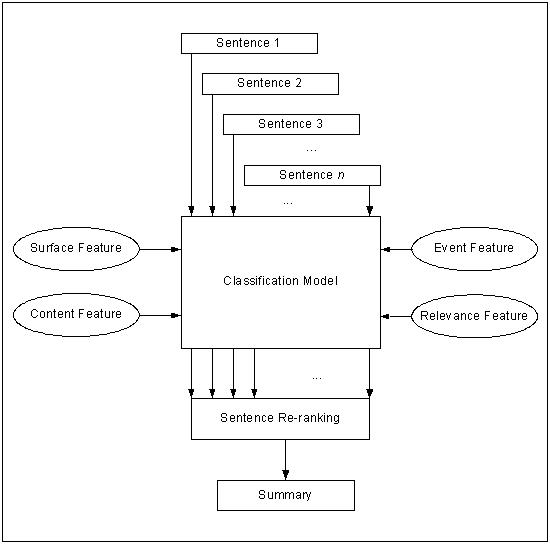 Sentence 1
Sentence 2
Sentence 3
...
Sentence n
...
Surface Feature
Event Feature
Classification Model
Content Feature
Relevance Feature
...
Sentence Re-ranking
Summary